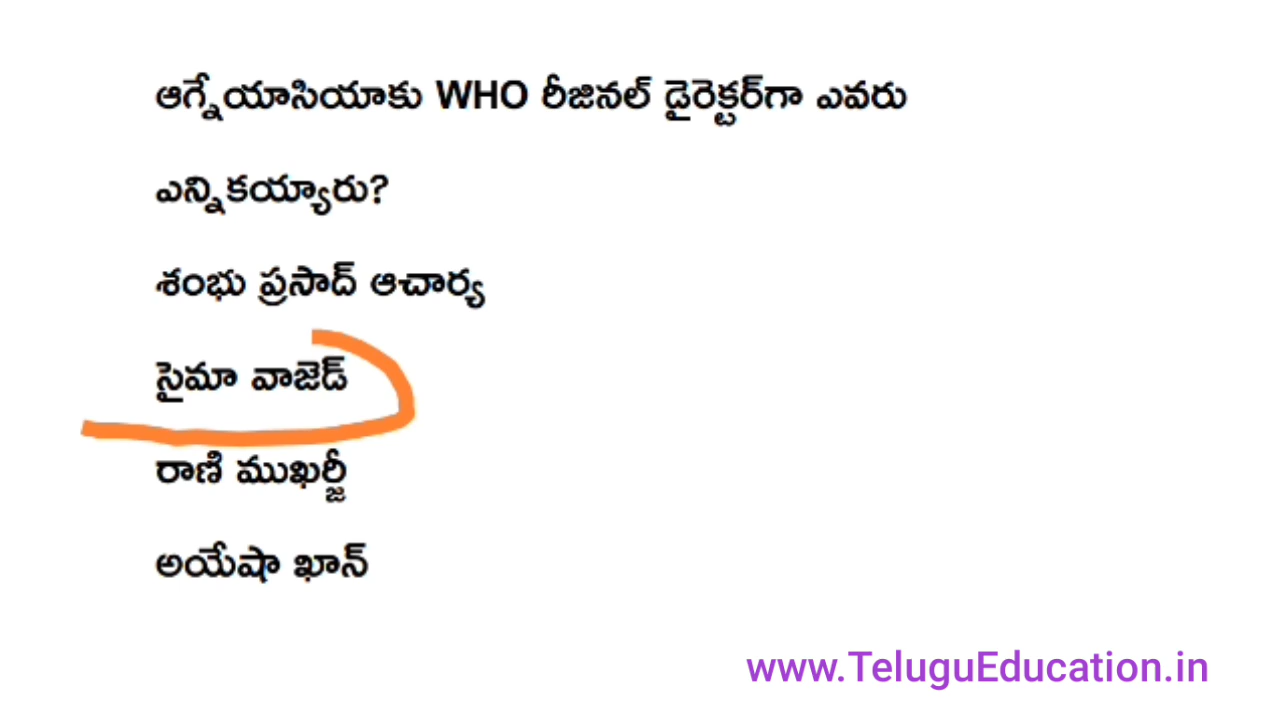 ఆగ్నేయాసియాకు WHO రీజినల్ డైరెక్టర్‌గా ఎవరు
ఎన్నికయ్యారు?
శంభు ప్రసాద్ ఆచార్య
సైమా వాజెడ్
రాణి ముఖర్జీ
అయేషా ఖాన్
www.TeluguEducation.in